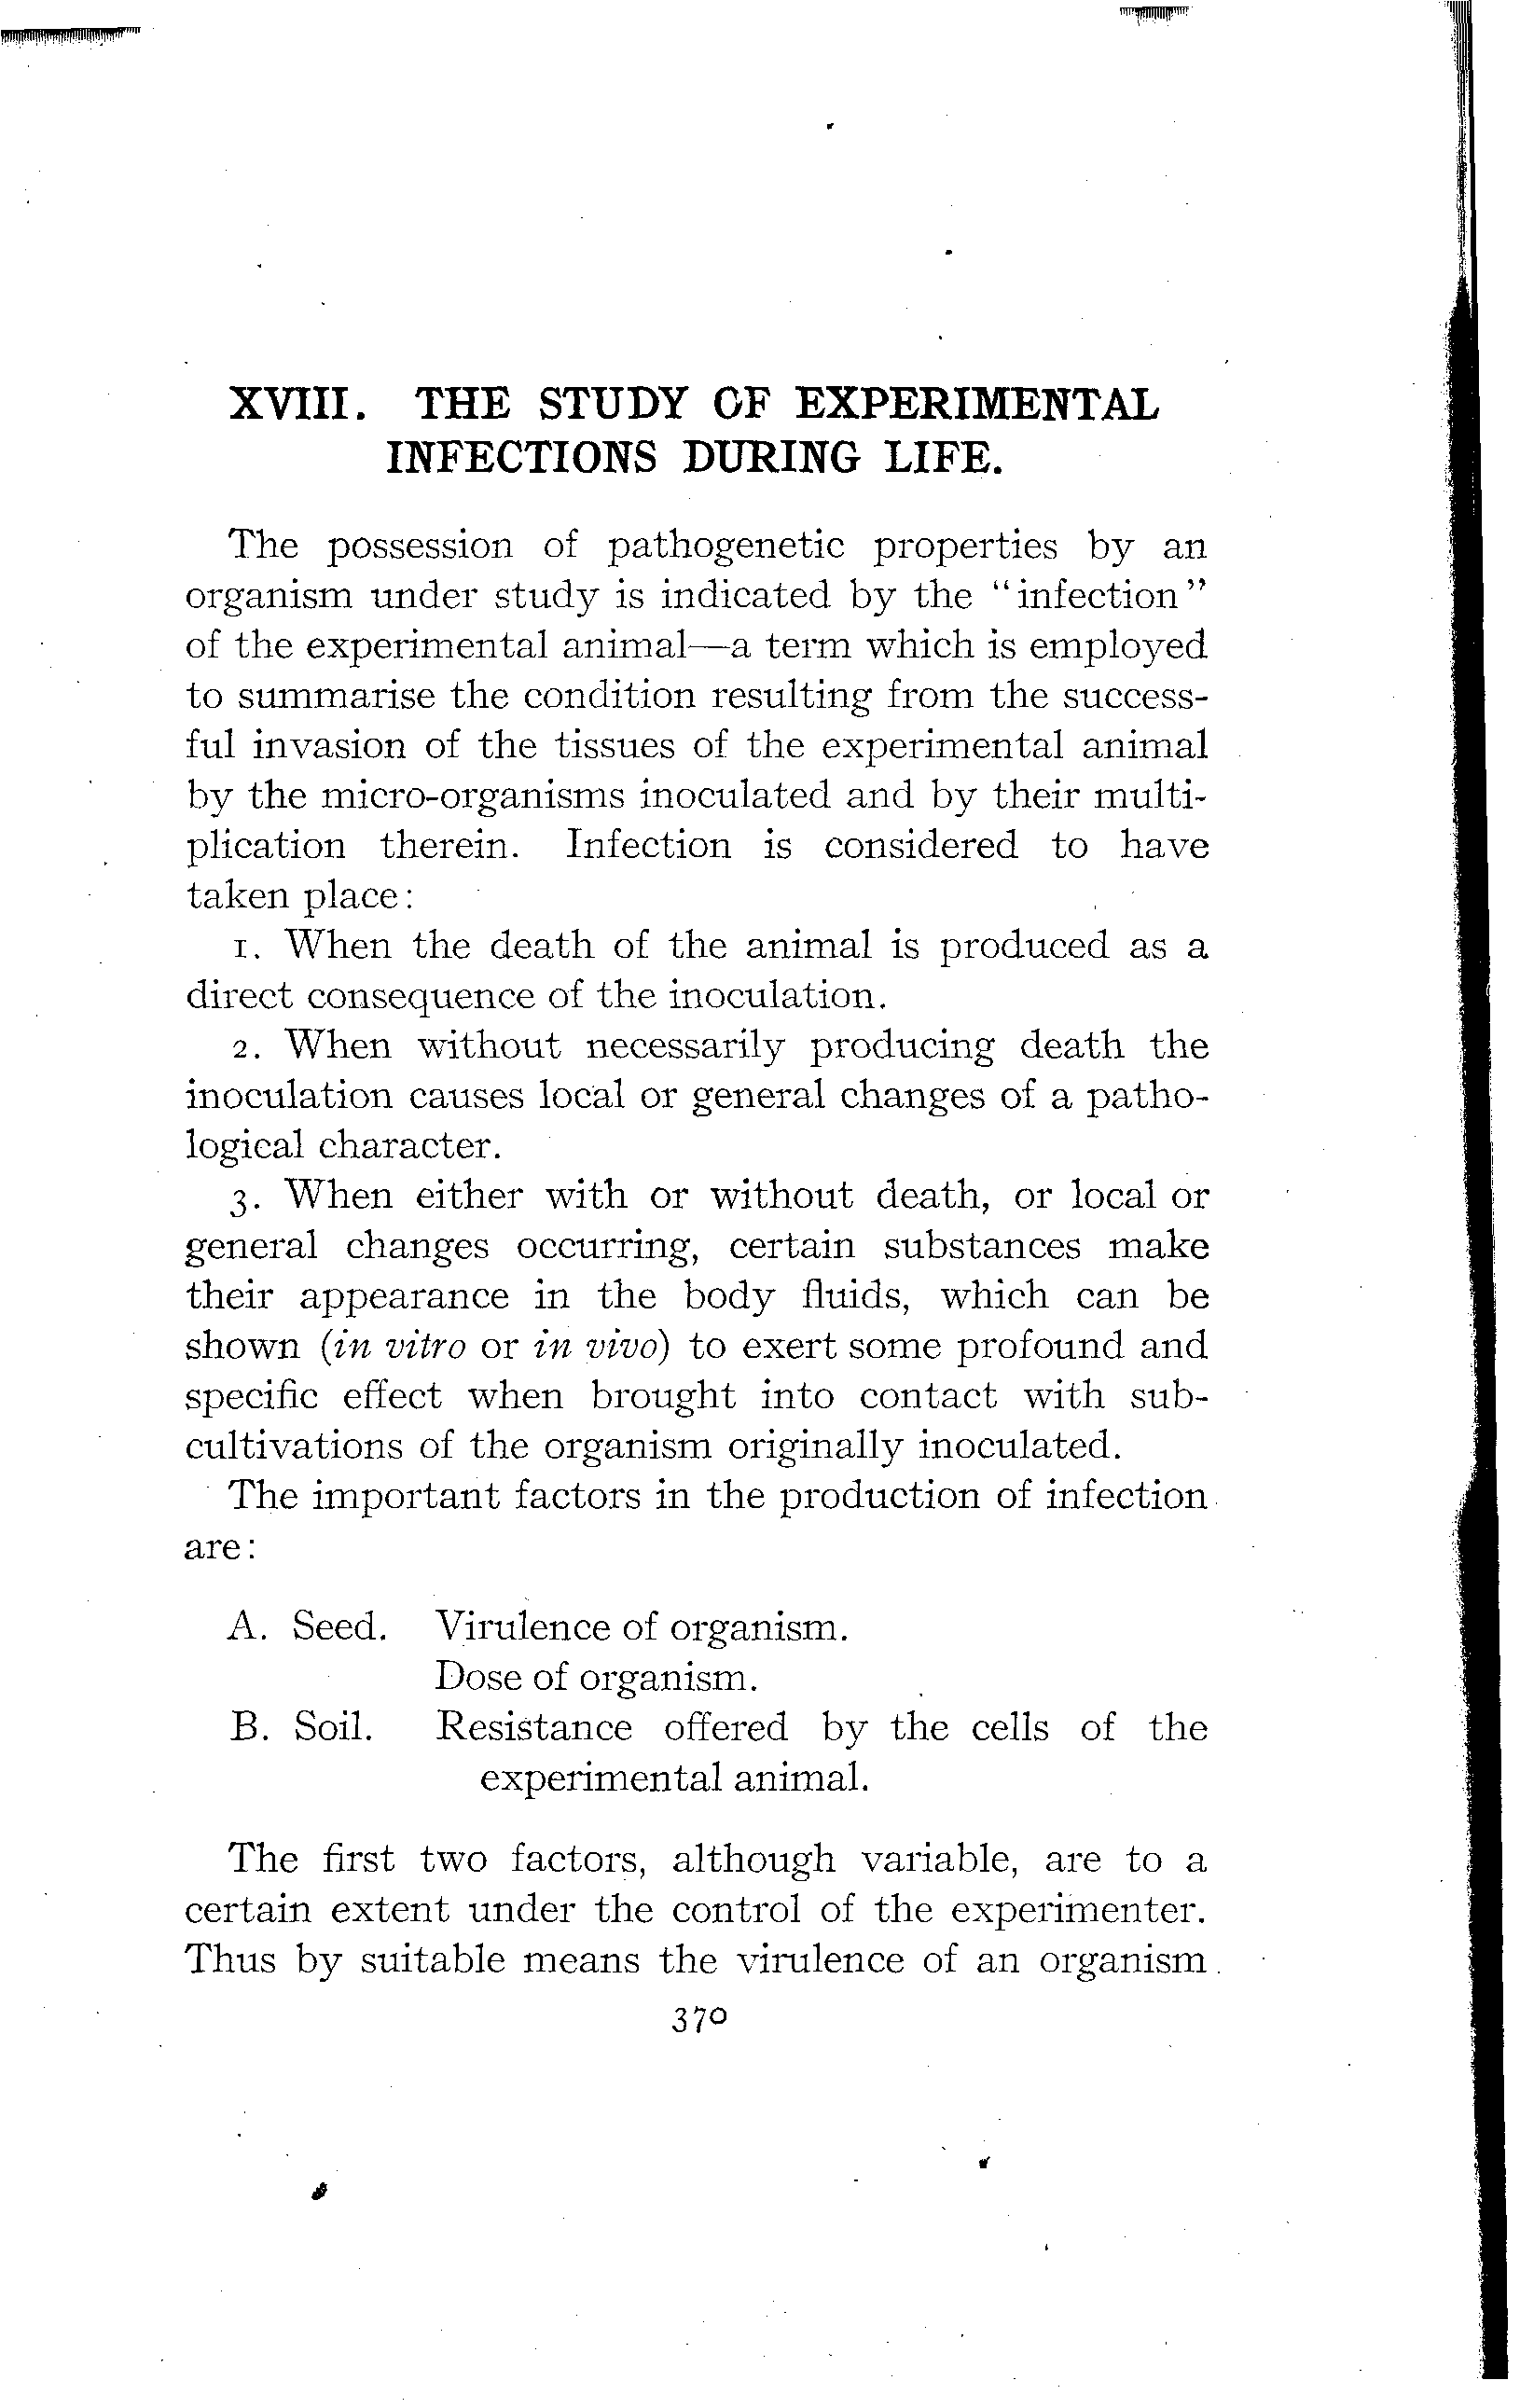 XVIII. THE STUDY OF EXPERIMENTAL
INFECTIONS DURING LIFE.
The possession of pathogenetic properties by an
organism under study is indicated by the “infection”
of the experimental animal—a term which is employed
to summarise the condition resulting from the success-
ful invasion of the tissues of the experimental animal
by the micro-organisms inoculated and by their multi-
plication therein. Infection is considered to have
taken place:
1. When the death of the animal is produced as a
direct consequence of the inoculation.
2. When without necessarily producing death the
inoculation causes local or general changes of a patho-
logical character.
3. When either with or without death, or local or
general changes occurring, certain substances make
their appearance in the body fluids, which can be
shown (in vitro or in vivo) to exert some profound and
specific effect when brought into contact with sub-
cultivations of the organism originally inoculated.
The important factors in the production of infection
are:
A. Seed. Virulence of organism.
Dose of organism.
B. Soil. Resistance offered by the cells of the
experimental animal.
The first two factors, although variable, are to a
certain extent under the control of the experimenter.
Thus by suitable means the virulence of an organism
370